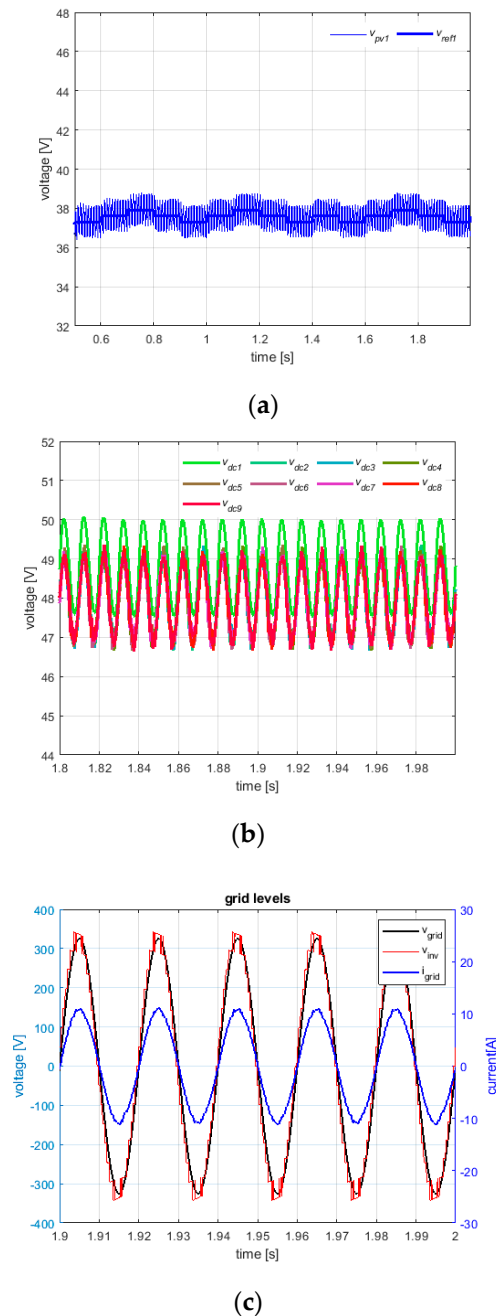 48
46
44
42
40
38
36
34
32
voltage [V]
v_pv1 v_ref1
0.6 0.8 1 1.2 1.4 1.6 1.8
time [s]
(a)
52
51
50
49
48
47
46
45
44
voltage [V]
v_dc1 v_dc2 v_dc3 v_dc4
v_dc5 v_dc6 v_dc7 v_dc8
v_dc9
1.8 1.82 1.84 1.86 1.88 1.9 1.92 1.94 1.96 1.98
time [s]
(b)
grid levels
400
300
200
100
0
-100
-200
-300
-400
voltage [V]
v_grid
v_inv
i_grid
30
20
10
0
-10
-20
-30
current(A)
1.9 1.91 1.92 1.93 1.94 1.95 1.96 1.97 1.98 1.99 2
time [s]
(c)